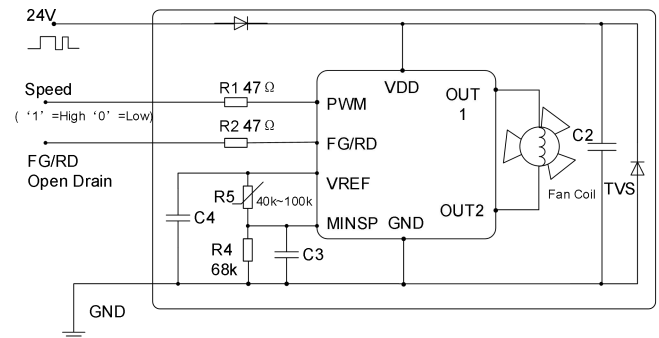 24V
Speed
( ‘1’ =High ‘0’ =Low)
FG/RD
Open Drain
R1 47 Ω
R2 47 Ω
PWM
VDD
OUT
1
FG/RD
VREF
MINSP
GND
OUT2
R5
40k~100k
C4
R4
68k
C3
C2
Fan Coil
TVS
GND